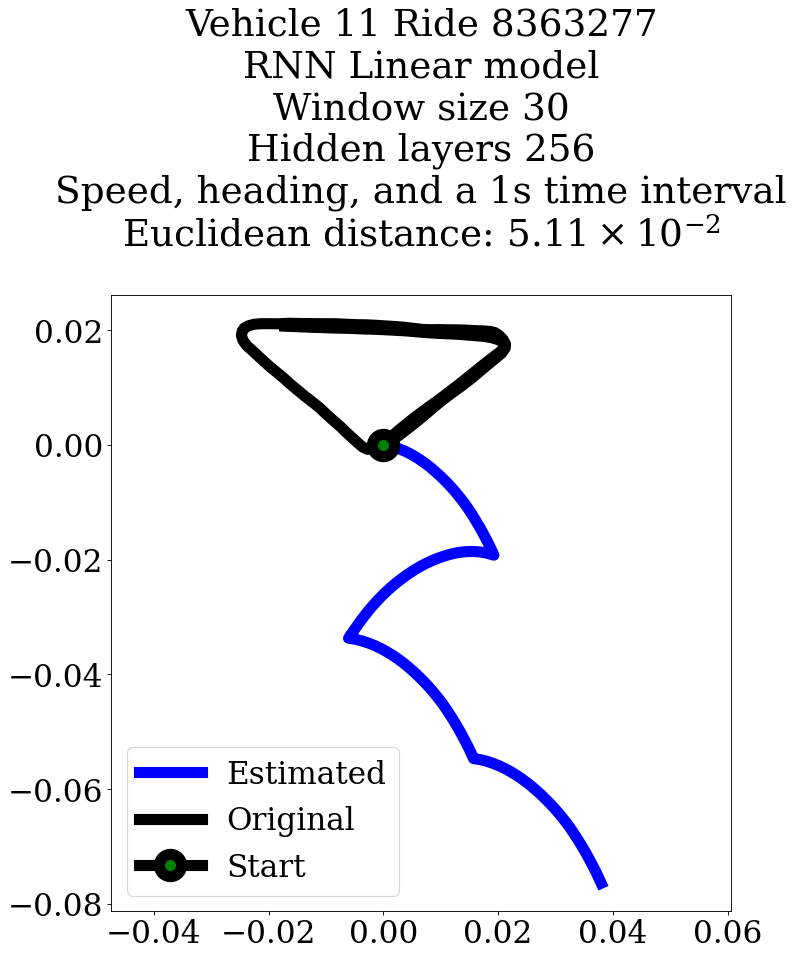 Vehicle 11 Ride 8363277
RNN Linear model
Window size 30
Hidden layers 256
Speed, heading, and a 1s time interval
Euclidean distance: 5.11 × 10⁻²
0.02
0.00
−0.02
−0.04
−0.06
−0.08
Estimated
Original
Start
−0.04 −0.02 0.00 0.02 0.04 0.06